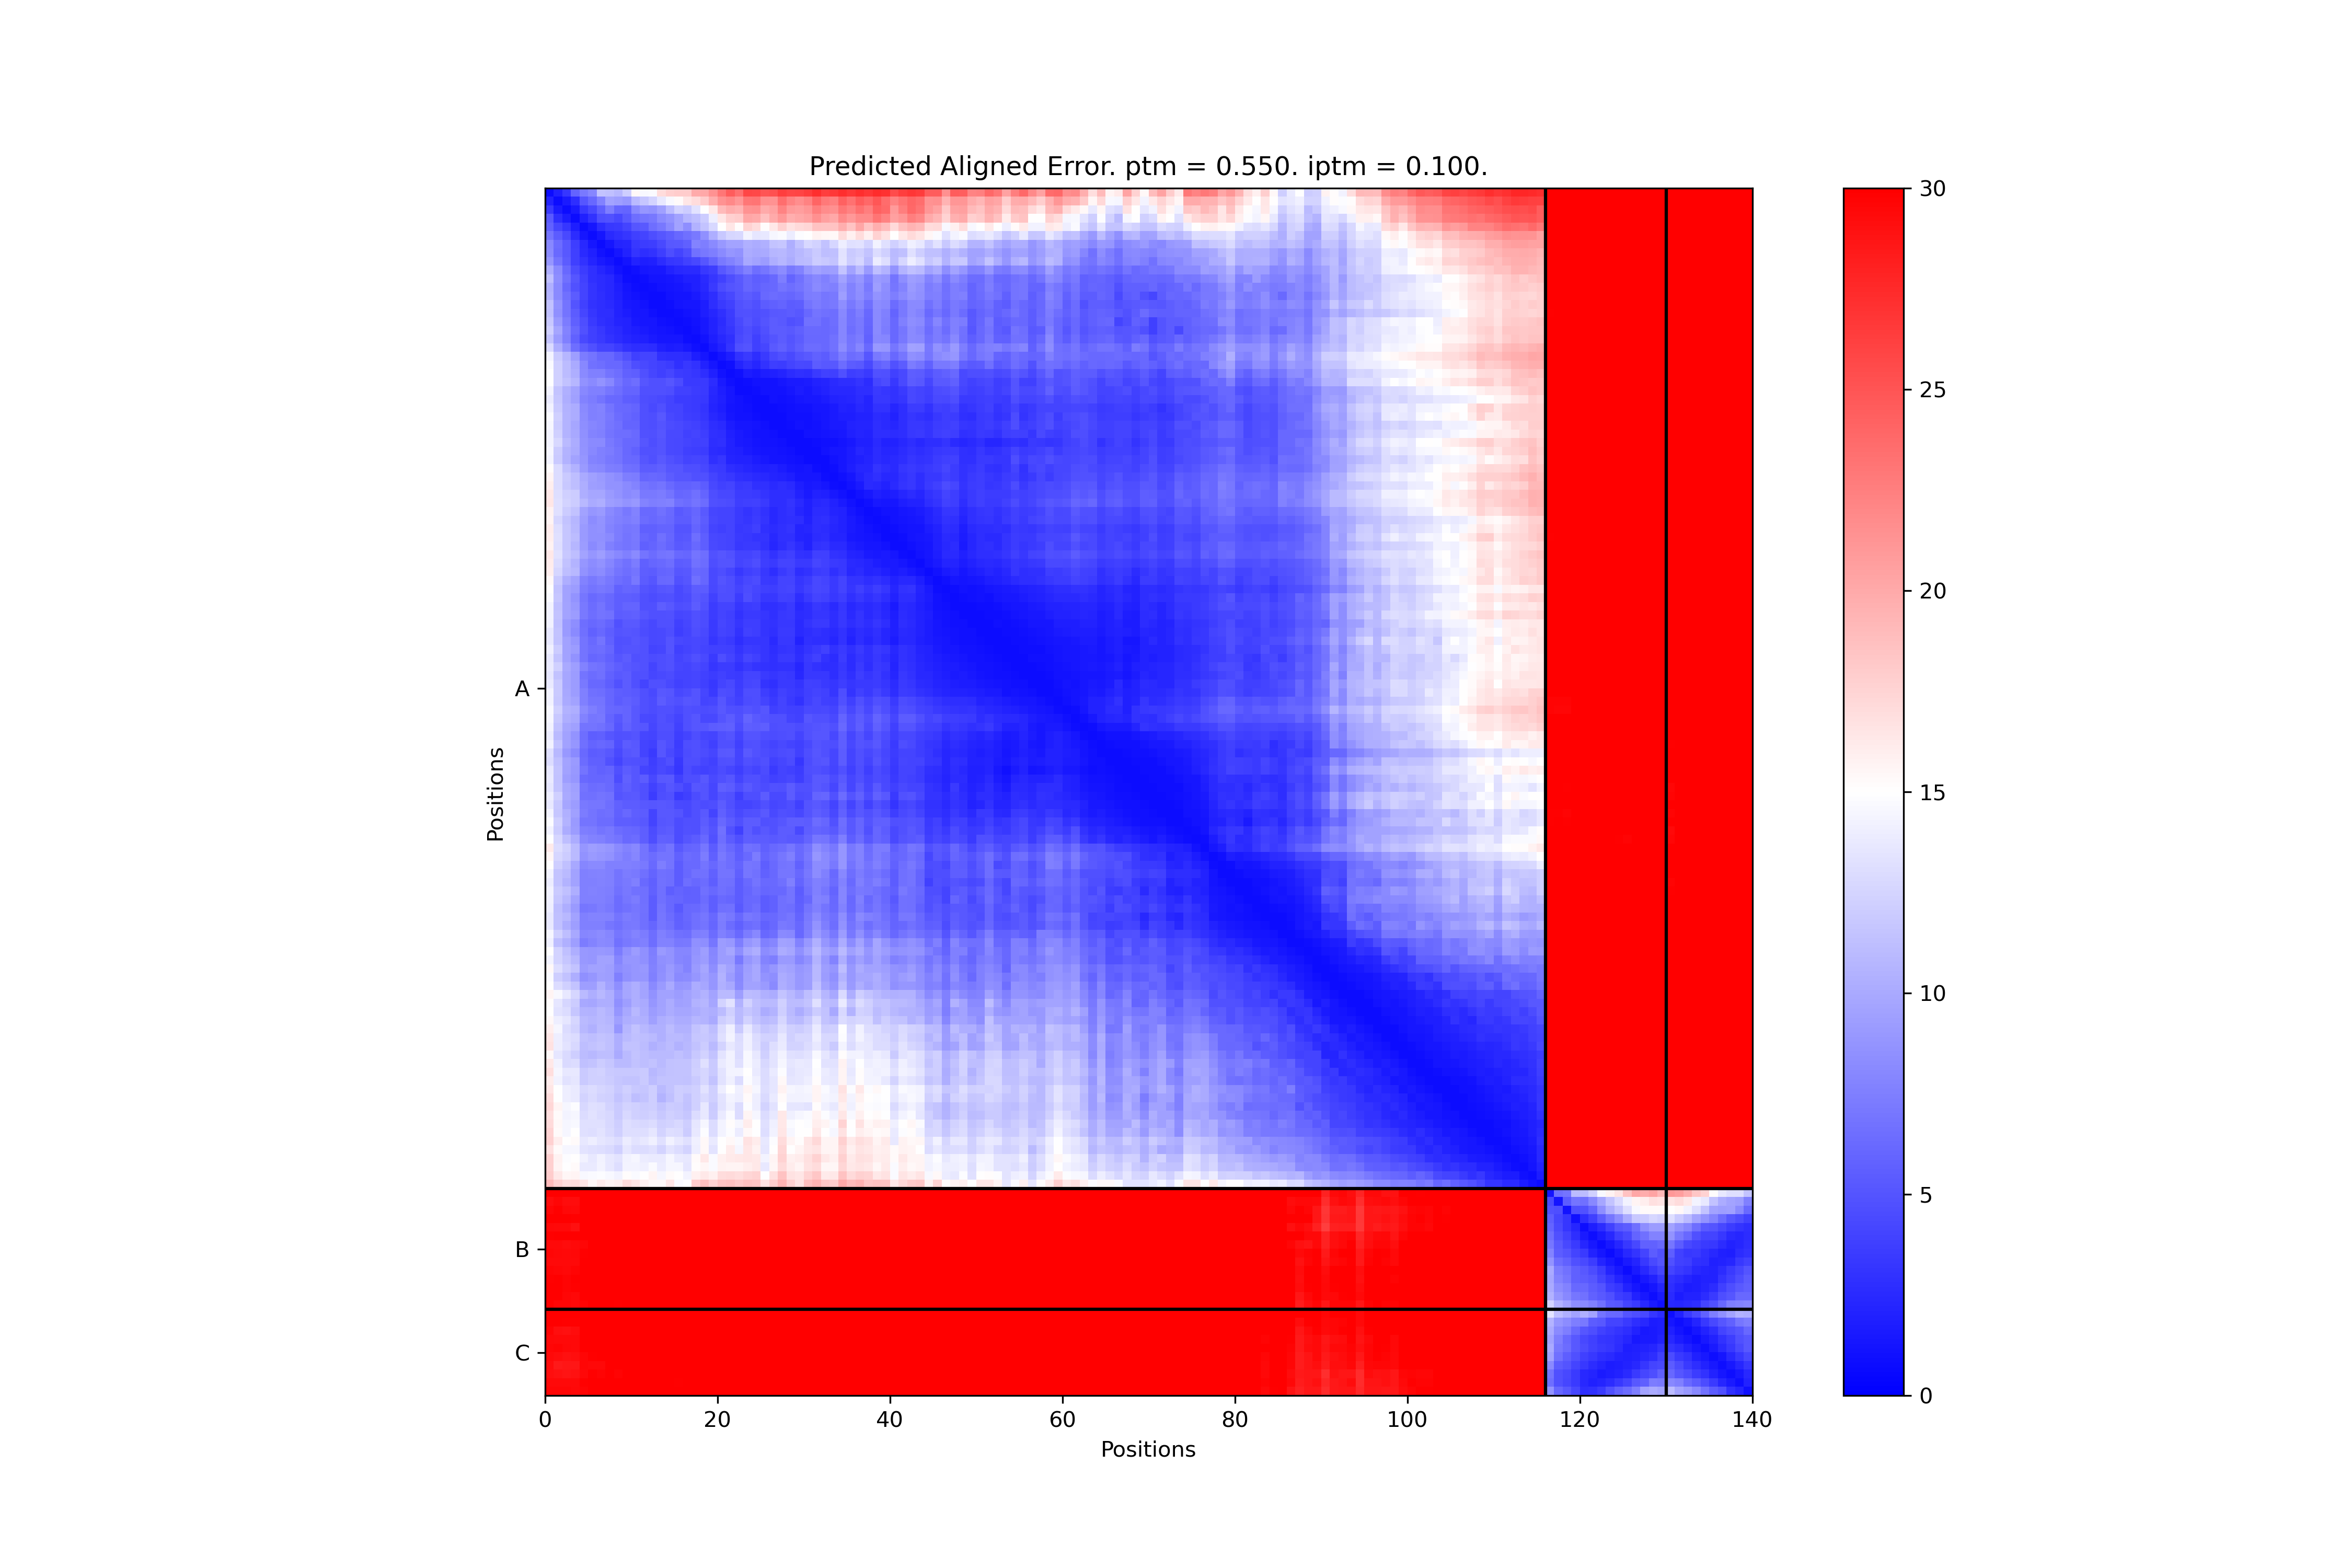 Predicted Aligned Error. ptm = 0.550. iptm = 0.100.
A
B
C
Positions
0 20 40 60 80 100 120 140
Positions
30
25
20
15
10
5
0